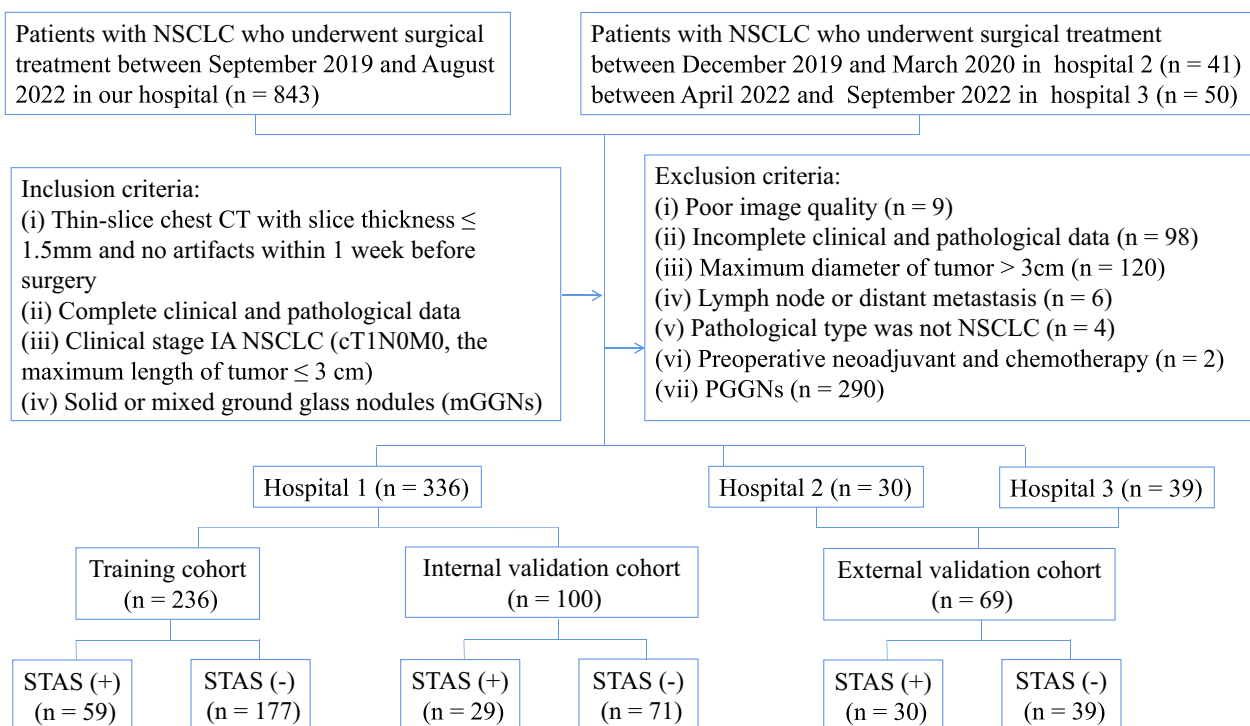 Patients with NSCLC who underwent surgical
treatment between September 2019 and August
2022 in our hospital (n = 843)
Patients with NSCLC who underwent surgical treatment
between December 2019 and March 2020 in  hospital 2 (n = 41)
between April 2022 and  September 2022 in  hospital 3 (n = 50)
Inclusion criteria:
(i) Thin-slice chest CT with slice thickness ≤
1.5mm and no artifacts within 1 week before
surgery
(ii) Complete clinical and pathological data
(iii) Clinical stage IA NSCLC (cT1N0M0, the
maximum length of tumor ≤ 3 cm)
(iv) Solid or mixed ground glass nodules (mGGNs)
Exclusion criteria:
(i) Poor image quality (n = 9)
(ii) Incomplete clinical and pathological data (n = 98)
(iii) Maximum diameter of tumor > 3cm (n = 120)
(iv) Lymph node or distant metastasis (n = 6)
(v) Pathological type was not NSCLC (n = 4)
(vi) Preoperative neoadjuvant and chemotherapy (n = 2)
(vii) PGGNs (n = 290)
Hospital 1 (n = 336)
Hospital 2 (n = 30)
Hospital 3 (n = 39)
Training cohort
(n = 236)
Internal validation cohort
(n = 100)
External validation cohort
(n = 69)
STAS (+)
(n = 59)
STAS (-)
(n = 177)
STAS (+)
(n = 29)
STAS (-)
(n = 71)
STAS (+)
(n = 30)
STAS (-)
(n = 39)